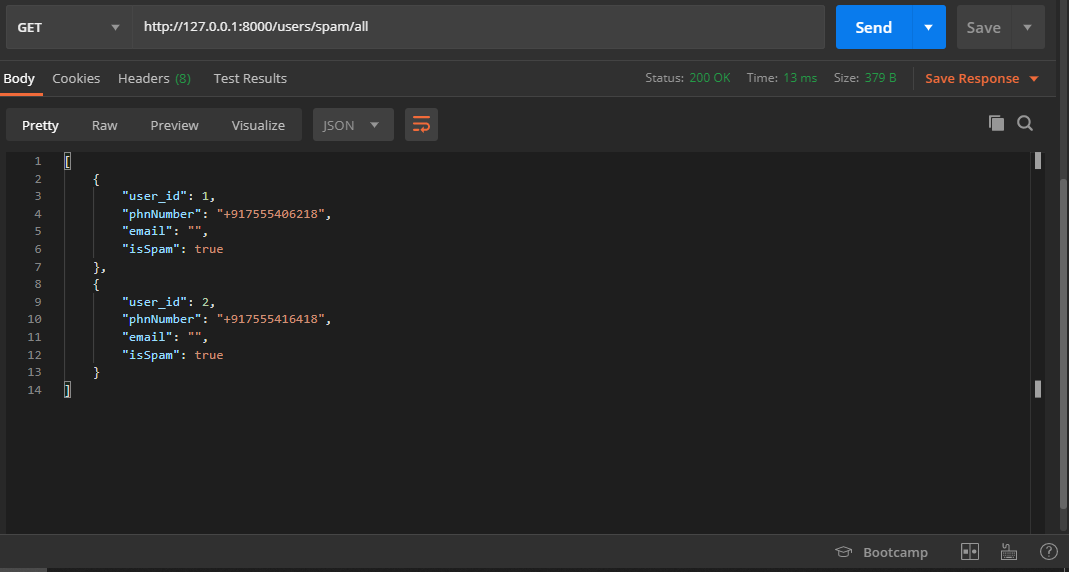 GET http://127.0.0.1:8000/users/spam/all Send Save
Body Cookies Headers (8) Test Results Status: 200 OK Time: 13 ms Size: 379 B Save Response
Pretty Raw Preview Visualize JSON
1 [
2 {
3 "user_id": 1,
4 "phnNumber": "+917555406218",
5 "email": "",
6 "isSpam": true
7 },
8 {
9 "user_id": 2,
10 "phnNumber": "+917555416418",
11 "email": "",
12 "isSpam": true
13 }
14 ]
Bootcamp